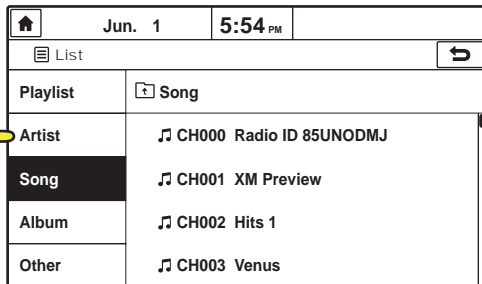 Jun. 1 5:54 PM
List
Playlist
Song
Artist
CH000 Radio ID 85UNODMJ
Song
CH001 XM Preview
Album
CH002 Hits 1
Other
CH003 Venus